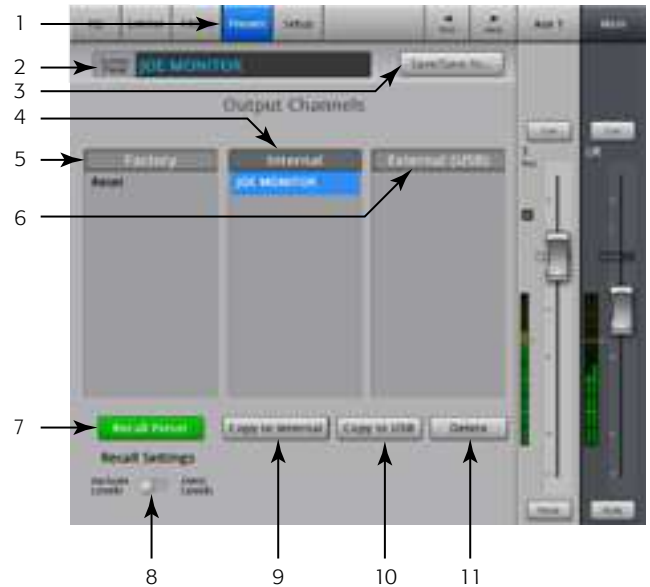 1
Presets Setup Aux 1 Main
2
JOE MONITOR
Save/Save As...
3
Output Channels
4
5
Factory Internal External (USB)
Reset JOE MONITOR
6
7
Recall Preset Copy to Internal Copy to USB Delete
Recall Settings
Levels Levels
8 9 10 11